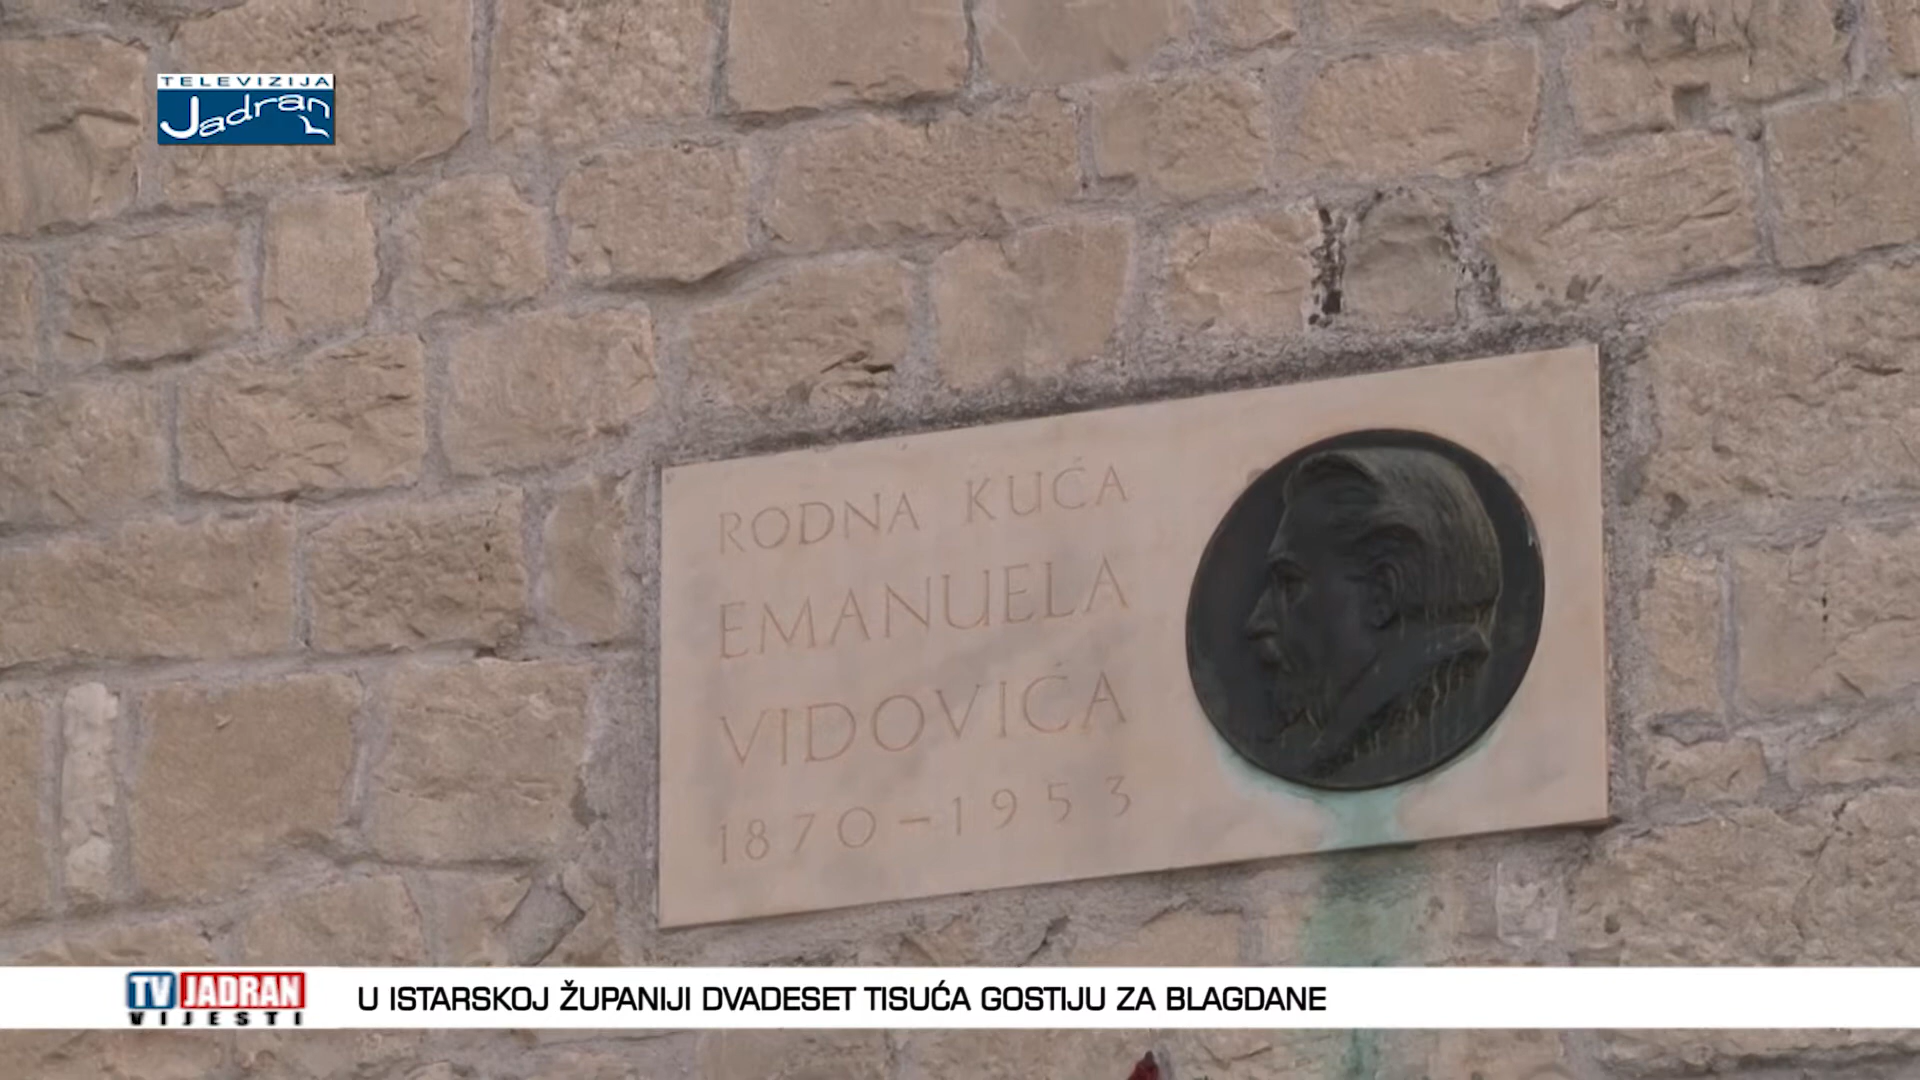 TELEVIZIJA
Jadran
RODNA KUĆA
EMANUELA
VIDOVIĆA
1870-1953
TV JADRAN
VIJESTI
U ISTARSKOJ ŽUPANIJI DVADESET TISUĆA GOSTIJU ZA BLAGDANE